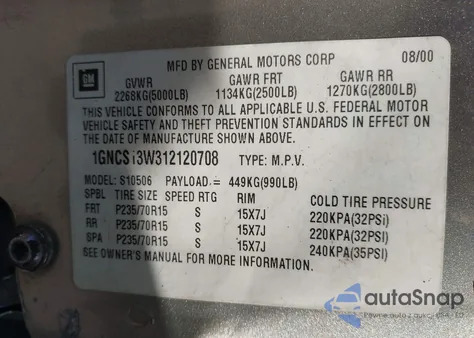 GM
MFD BY GENERAL MOTORS CORP 08/00
GVWR GAWR FRT GAWR RR
2268KG(5000LB) 1134KG(2500LB) 1270KG(2800LB)
THIS VEHICLE CONFORMS TO ALL APPLICABLE U.S. FEDERAL MOTOR
VEHICLE SAFETY AND THEFT PREVENTION STANDARDS IN EFFECT ON
THE DATE OF MANUFACTURE SHOWN ABOVE.
1GNCS13W312120708 TYPE: M.P.V.
MODEL: S10506 PAYLOAD = 449KG(990LB)
SPBL TIRE SIZE SPEED RTG RIM COLD TIRE PRESSURE
FRT P235/70R15 S 15X7J 220KPA(32PSi)
RR P235/70R15 S 15X7J 220KPA(32PSI)
SPA P235/70R15 S 15X7J 240KPA(35PSI)
SEE OWNER'S MANUAL FOR MORE INFORMATION.
autoSnap